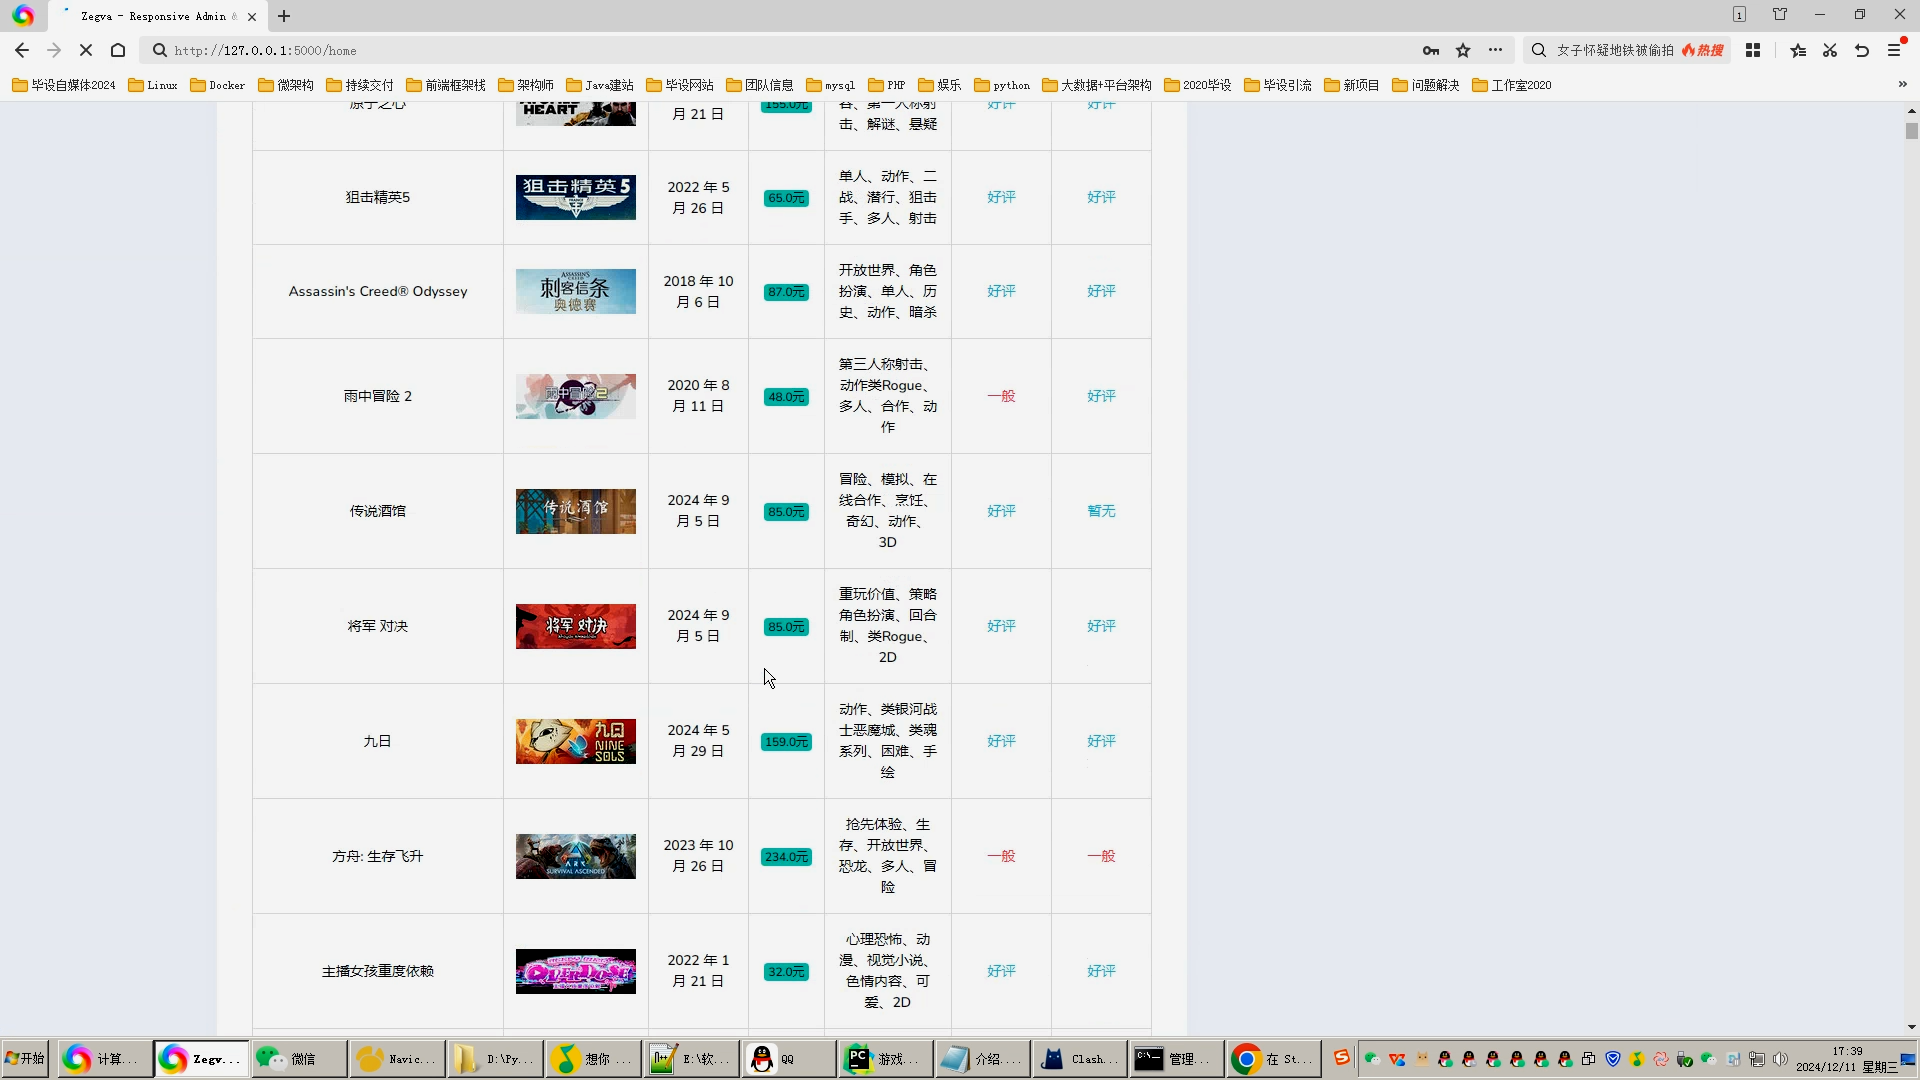 Zegva - Responsive Admin &
http://127.0.0.1:5000/home
女子怀疑地铁被偷拍 热搜
毕设自媒体2024 Linux Docker 微架构 持续交付 前端框架栈 架构师 Java建站 毕设网站 团队信息 mysql PHP 娱乐 python 大数据+平台架构 2020毕设 毕设引流 新项目 问题解决 工作室2020
原子之心
HEART
月 21 日
155.0元
容、第一人称射
击、解谜、悬疑
好评
好评
狙击精英5
狙击精英5
2022 年 5
月 26 日
65.0元
单人、动作、二
战、潜行、狙击
手、多人、射击
好评
好评
Assassin's Creed® Odyssey
ASSASSIN'S
CREED
刺客信条
奥德赛
2018 年 10
月 6 日
87.0元
开放世界、角色
扮演、单人、历
史、动作、暗杀
好评
好评
雨中冒险 2
雨中冒险2
2020 年 8
月 11 日
48.0元
第三人称射击、
动作类Rogue、
多人、合作、动
作
一般
好评
传说酒馆
传说酒馆
2024 年 9
月 5 日
85.0元
冒险、模拟、在
线合作、烹饪、
奇幻、动作、
3D
好评
暂无
将军 对决
将军 对决
2024 年 9
月 5 日
85.0元
重玩价值、策略
角色扮演、回合
制、类Rogue、
2D
好评
好评
九日
九日
NINE
SOLS
2024 年 5
月 29 日
159.0元
动作、类银河战
士恶魔城、类魂
系列、困难、手
绘
好评
好评
方舟: 生存飞升
ARK
SURVIVAL ASCENDED
2023 年 10
月 26 日
234.0元
抢先体验、生
存、开放世界、
恐龙、多人、冒
险
一般
一般
主播女孩重度依赖
OVERDOSE
2022 年 1
月 21 日
32.0元
心理恐怖、动
漫、视觉小说、
色情内容、可
爱、2D
好评
好评
开始 计算... Zegv... 微信 Navic... D:\Py... 想你 ... E:\软... QQ 游戏... 介绍.... Clash... 管理... 在 St...
17:39
2024/12/11 星期三